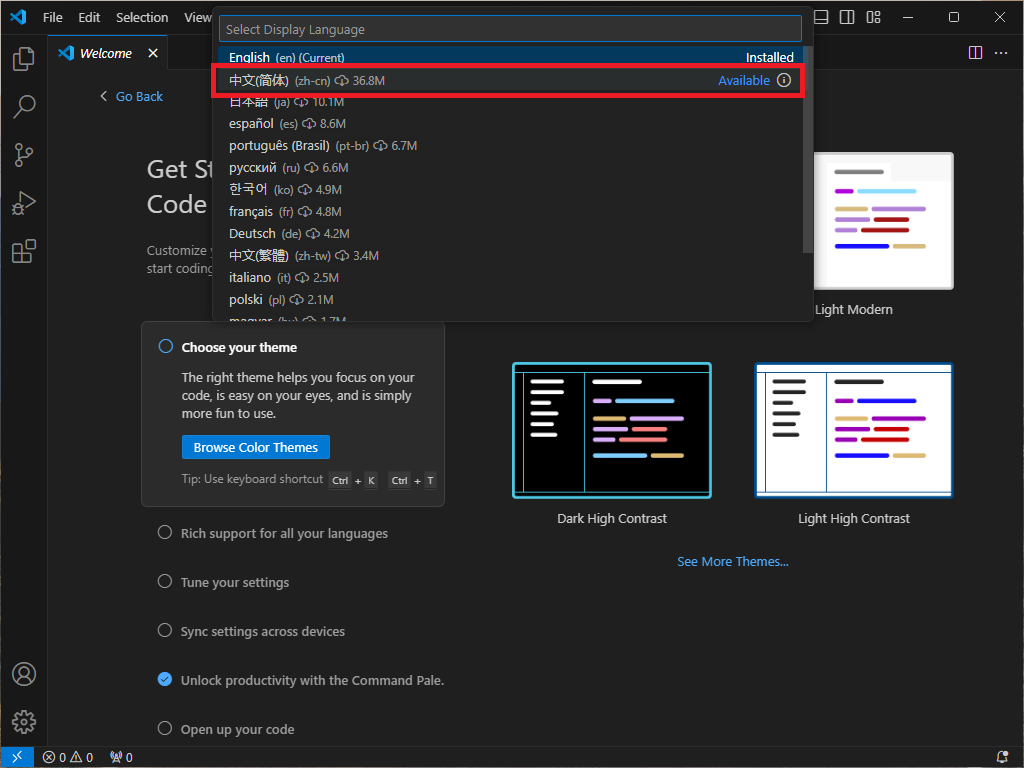 File Edit Selection View
Select Display Language
English (en) (Current) Installed
中文(简体) (zh-cn) 36.8M Available
日本語 (ja) 10.1M
español (es) 8.6M
português (Brasil) (pt-br) 6.7M
русский (ru) 6.6M
한국어 (ko) 4.9M
français (fr) 4.8M
Deutsch (de) 4.2M
中文(繁體) (zh-tw) 3.4M
italiano (it) 2.5M
polski (pl) 2.1M
magyar (hu) 1.7M
Welcome
Go Back
Get St
Code
Customize
start coding
Choose your theme
The right theme helps you focus on your
code, is easy on your eyes, and is simply
more fun to use.
Browse Color Themes
Tip: Use keyboard shortcut Ctrl + K Ctrl + T
Rich support for all your languages
Tune your settings
Sync settings across devices
Unlock productivity with the Command Pale.
Open up your code
Light Modern
Dark High Contrast
Light High Contrast
See More Themes...
0 0 0